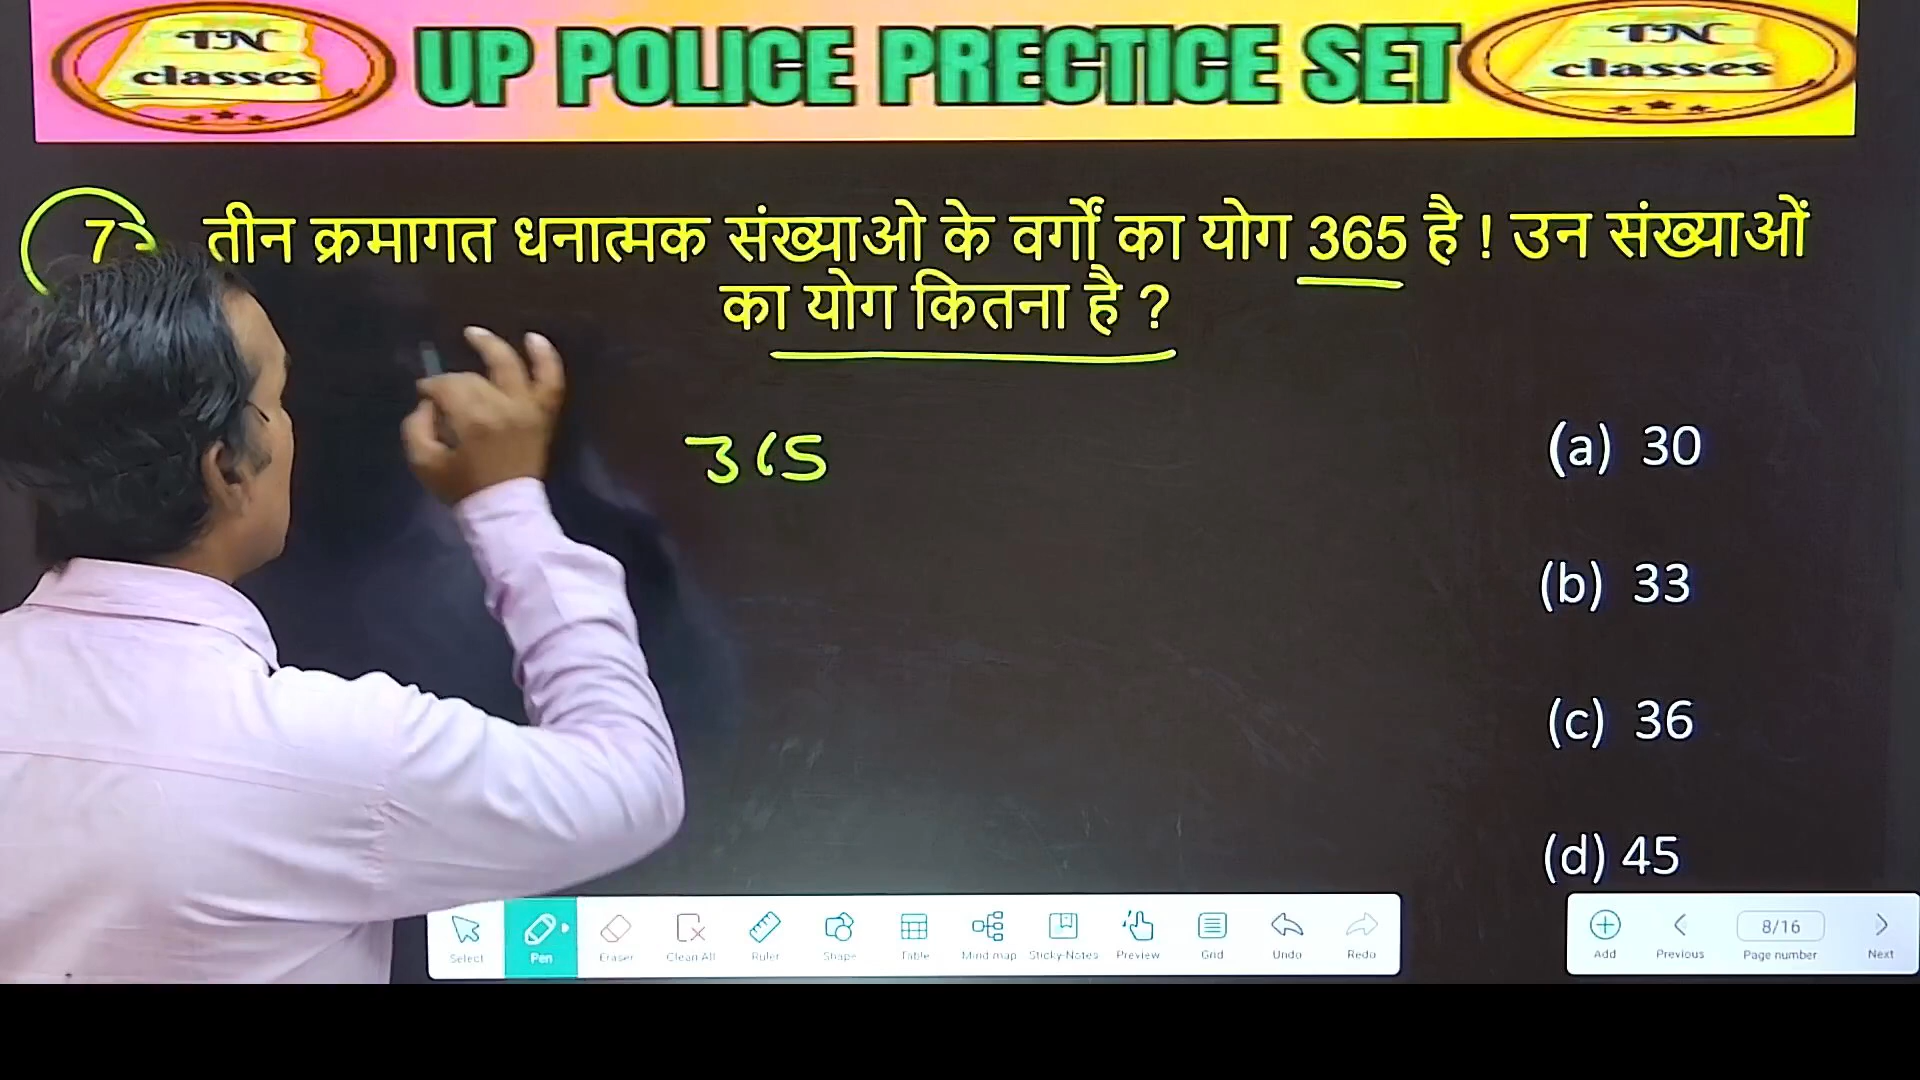 TN
classes
UP POLICE PRECTICE SET
TN
classes
7- तीन क्रमागत धनात्मक संख्याओ के वर्गों का योग 365 है ! उन संख्याओं
का योग कितना है ?
365
(a) 30
(b) 33
(c) 36
(d) 45
Select Pen Eraser Clean All Ruler Shape Table Mind map Sticky-Notes Preview Grid Undo Redo
8/16
Add Previous Page number Next